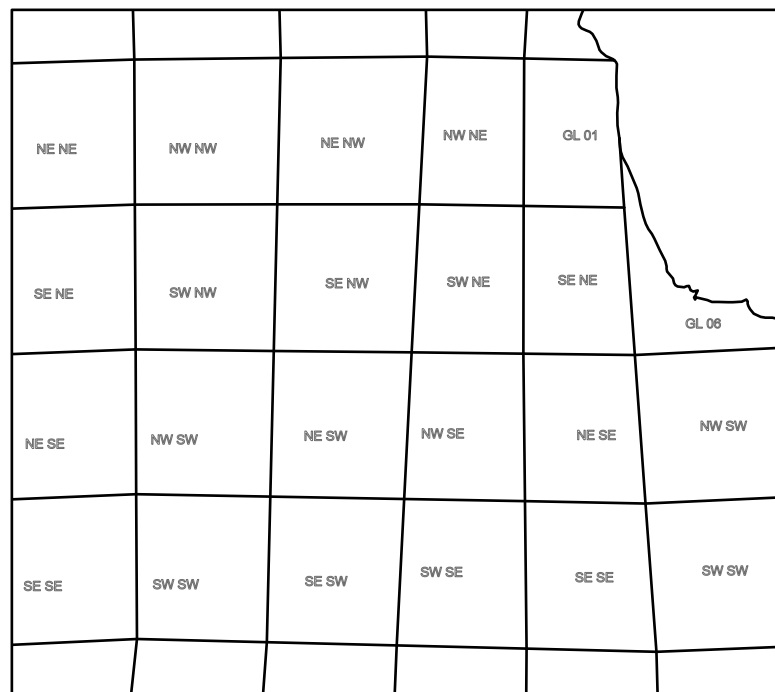 NE NE
NW NW
NE NW
NW NE
GL 01
SE NE
SW NW
SE NW
SW NE
SE NE
GL 06
NE SE
NW SW
NE SW
NW SE
NE SE
NW SW
SE SE
SW SW
SE SW
SW SE
SE SE
SW SW